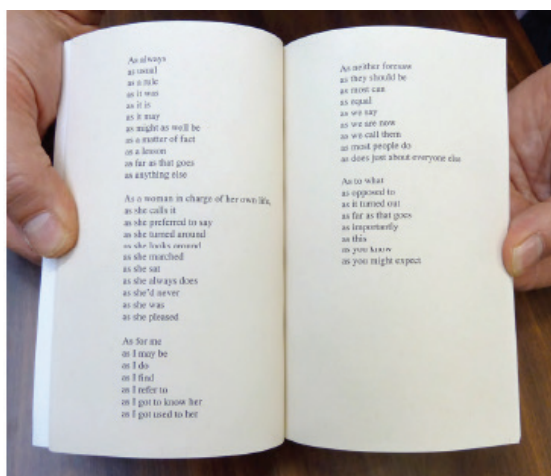 As always
as usual
as a rule
as it was
as it is
as it may
as might as well be
as a matter of fact
as a lesson
as far as that goes
as anything else
As a woman in charge of her own life,
as she calls it
as she preferred to say
as she turned around
as she looks around
as she marched
as she sat
as she always does
as she'd never
as she was
as she pleased
As for me
as I may be
as I do
as I find
as I refer to
as I got to know her
as I got used to her
As neither foresaw
as they should be
as most can
as equal
as we say
as we are now
as we call them
as most people do
as does just about everyone else
As to what
as opposed to
as it turned out
as far as that goes
as importantly
as this
as you know
as you might expect